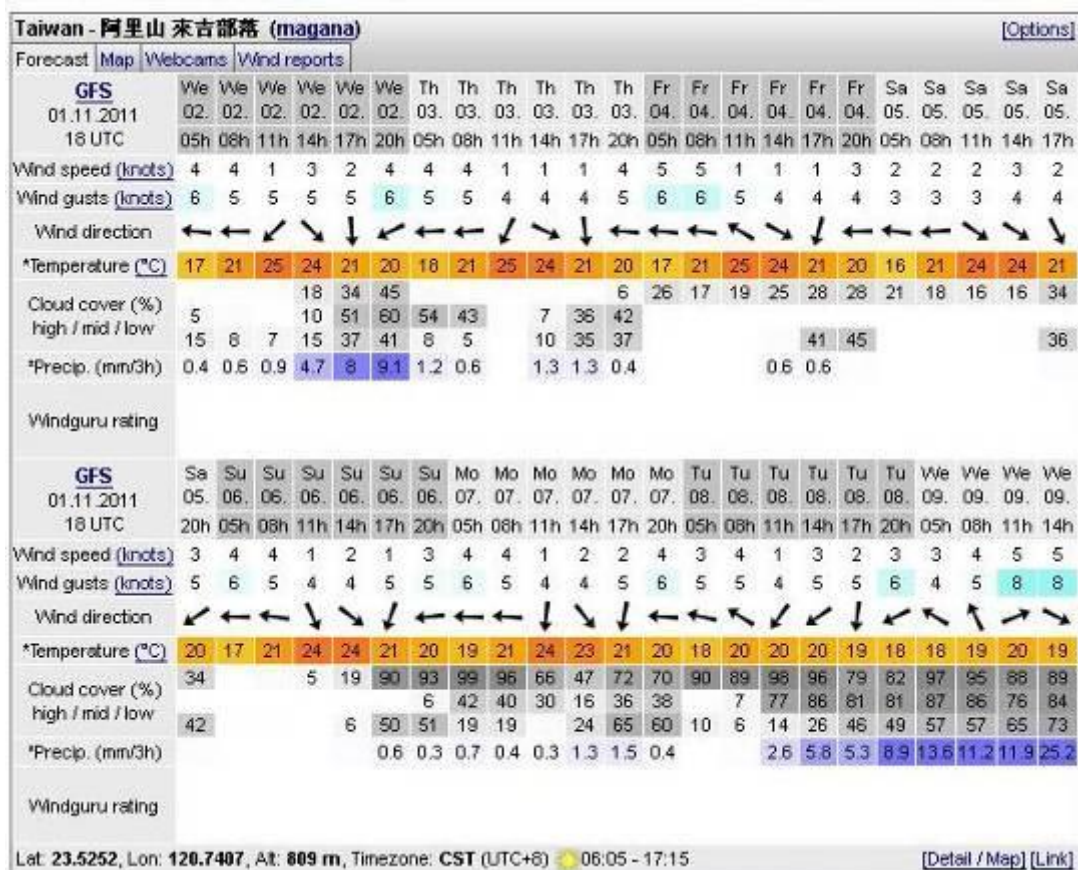 Taiwan - 阿里山 來吉部落 (magana) [Options]
Forecast Map Webcams Wind reports
GFS We We We We We We Th Th Th Th Th Th Fr Fr Fr Fr Fr Fr Sa Sa Sa Sa Sa
01.11.2011 02. 02. 02. 02. 02. 02. 03. 03. 03. 03. 03. 03. 04. 04. 04. 04. 04. 04. 05. 05. 05. 05. 05.
18 UTC 05h 08h 11h 14h 17h 20h 05h 08h 11h 14h 17h 20h 05h 08h 11h 14h 17h 20h 05h 08h 11h 14h 17h
Wind speed (knots) 4 4 1 3 2 4 4 4 1 1 1 4 5 5 1 1 1 3 2 2 2 3 2
Wind gusts (knots) 6 5 5 5 5 6 5 5 4 4 4 5 6 6 5 4 4 4 3 3 3 4 4
Wind direction
*Temperature (°C) 17 21 25 24 21 20 18 21 25 24 21 20 17 21 25 24 21 20 16 21 24 24 21
Cloud cover (%) 18 34 45 6 26 17 19 25 28 28 21 18 16 16 34
high / mid / low 5 10 51 60 54 43 7 36 42
15 8 7 15 37 41 8 5 10 35 37 41 45 36
*Precip. (mm/3h) 0.4 0.6 0.9 4.7 8 9.1 1.2 0.6 1.3 1.3 0.4 0.6 0.6
Windguru rating
GFS Sa Su Su Su Su Su Su Mo Mo Mo Mo Mo Mo Tu Tu Tu Tu Tu Tu We We We We
01.11.2011 05. 06. 06. 06. 06. 06. 06. 07. 07. 07. 07. 07. 07. 08. 08. 08. 08. 08. 08. 09. 09. 09. 09.
18 UTC 20h 05h 08h 11h 14h 17h 20h 05h 08h 11h 14h 17h 20h 05h 08h 11h 14h 17h 20h 05h 08h 11h 14h
Wind speed (knots) 3 4 4 1 2 1 3 4 4 1 2 2 4 3 4 1 3 2 3 3 4 5 5
Wind gusts (knots) 5 6 5 4 4 5 5 6 5 4 4 5 6 5 5 4 5 5 6 4 5 8 8
Wind direction
*Temperature (°C) 20 17 21 24 24 21 20 19 21 24 23 21 20 18 20 20 20 19 18 18 19 20 19
Cloud cover (%) 34 5 19 90 93 99 96 66 47 72 70 90 89 98 96 79 82 97 95 88 89
high / mid / low 6 42 40 30 16 36 38 7 77 86 81 81 87 86 76 84
42 6 50 51 19 19 24 65 60 10 6 14 26 46 49 57 57 65 73
*Precip. (mm/3h) 0.6 0.3 0.7 0.4 0.3 1.3 1.5 0.4 2.6 5.8 5.3 8.9 13.6 11.2 11.9 25.2
Windguru rating
Lat: 23.5252, Lon: 120.7407, Alt: 809 m, Timezone: CST (UTC+8) 06:05 - 17:15 [Detail / Map] [Link]